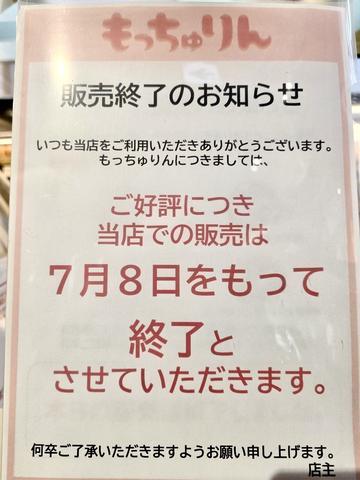 もっちゅりん
販売終了のお知らせ
いつも当店をご利用いただきありがとうございます。
もっちゅりんにつきましては、
ご好評につき
当店での販売は
7月8日をもって
終了と
させていただきます。
何卒ご了承いただきますようお願い申し上げます。
店主